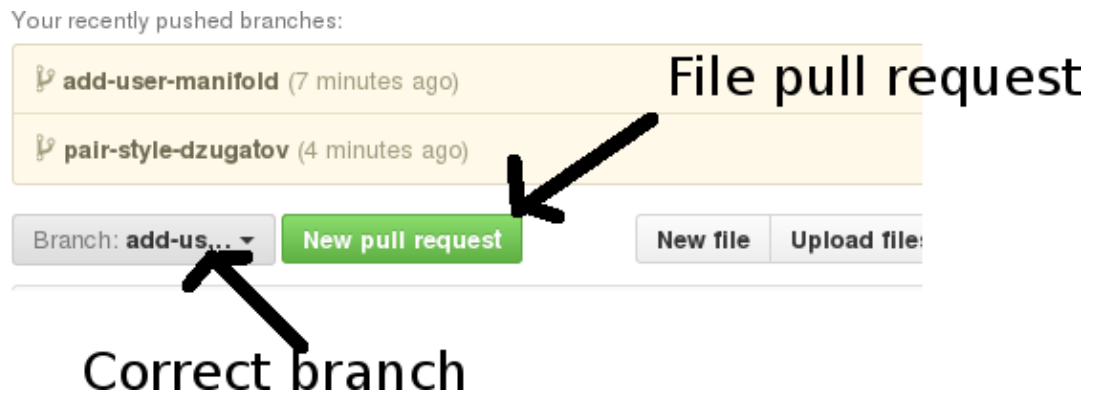 Your recently pushed branches:
File pull request
add-user-manifold (7 minutes ago)
pair-style-dzugatov (4 minutes ago)
Branch: add-us... New pull request New file Upload files
Correct branch